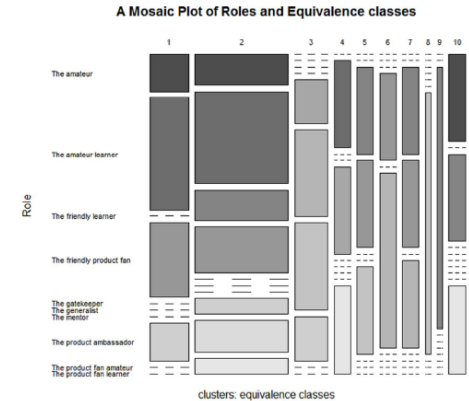 A Mosaic Plot of Roles and Equivalence classes
1 2 3 4 5 6 7 8 9 10
The amateur
The amateur learner
The friendly learner
The friendly product fan
The gatekeeper
The generalist
The mentor
The product ambassador
The product fan amateur
The product fan learner
Role
clusters: equivalence classes